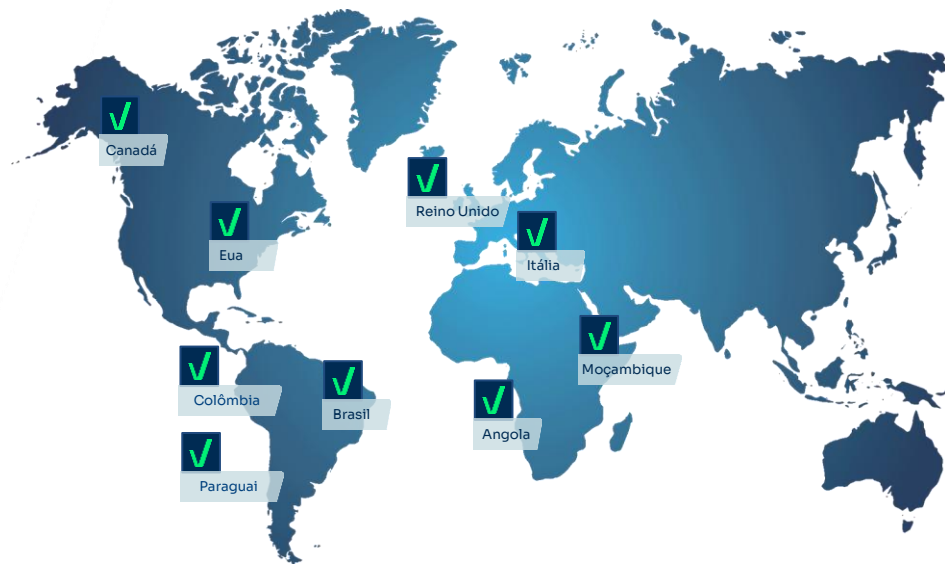 Canadá
Reino Unido
Eua
Itália
Moçambique
Colômbia
Brasil
Angola
Paraguai